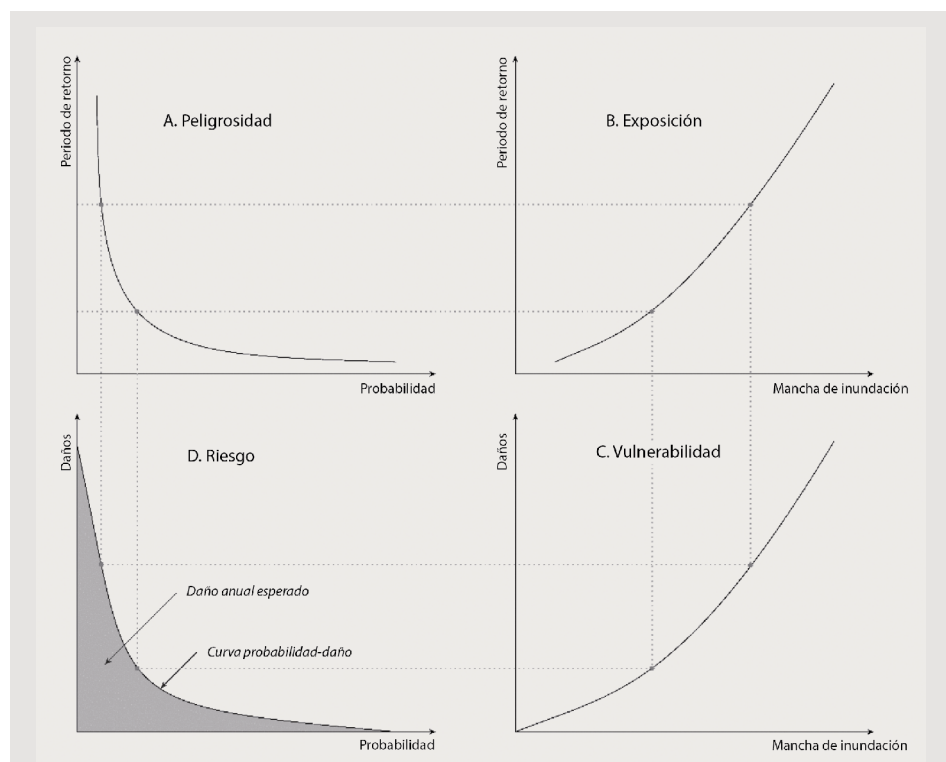 Periodo de retorno
A. Peligrosidad
Probabilidad
Periodo de retorno
B. Exposición
Mancha de inundación
Daños
D. Riesgo
Daño anual esperado
Curva probabilidad-daño
Probabilidad
Daños
C. Vulnerabilidad
Mancha de inundación